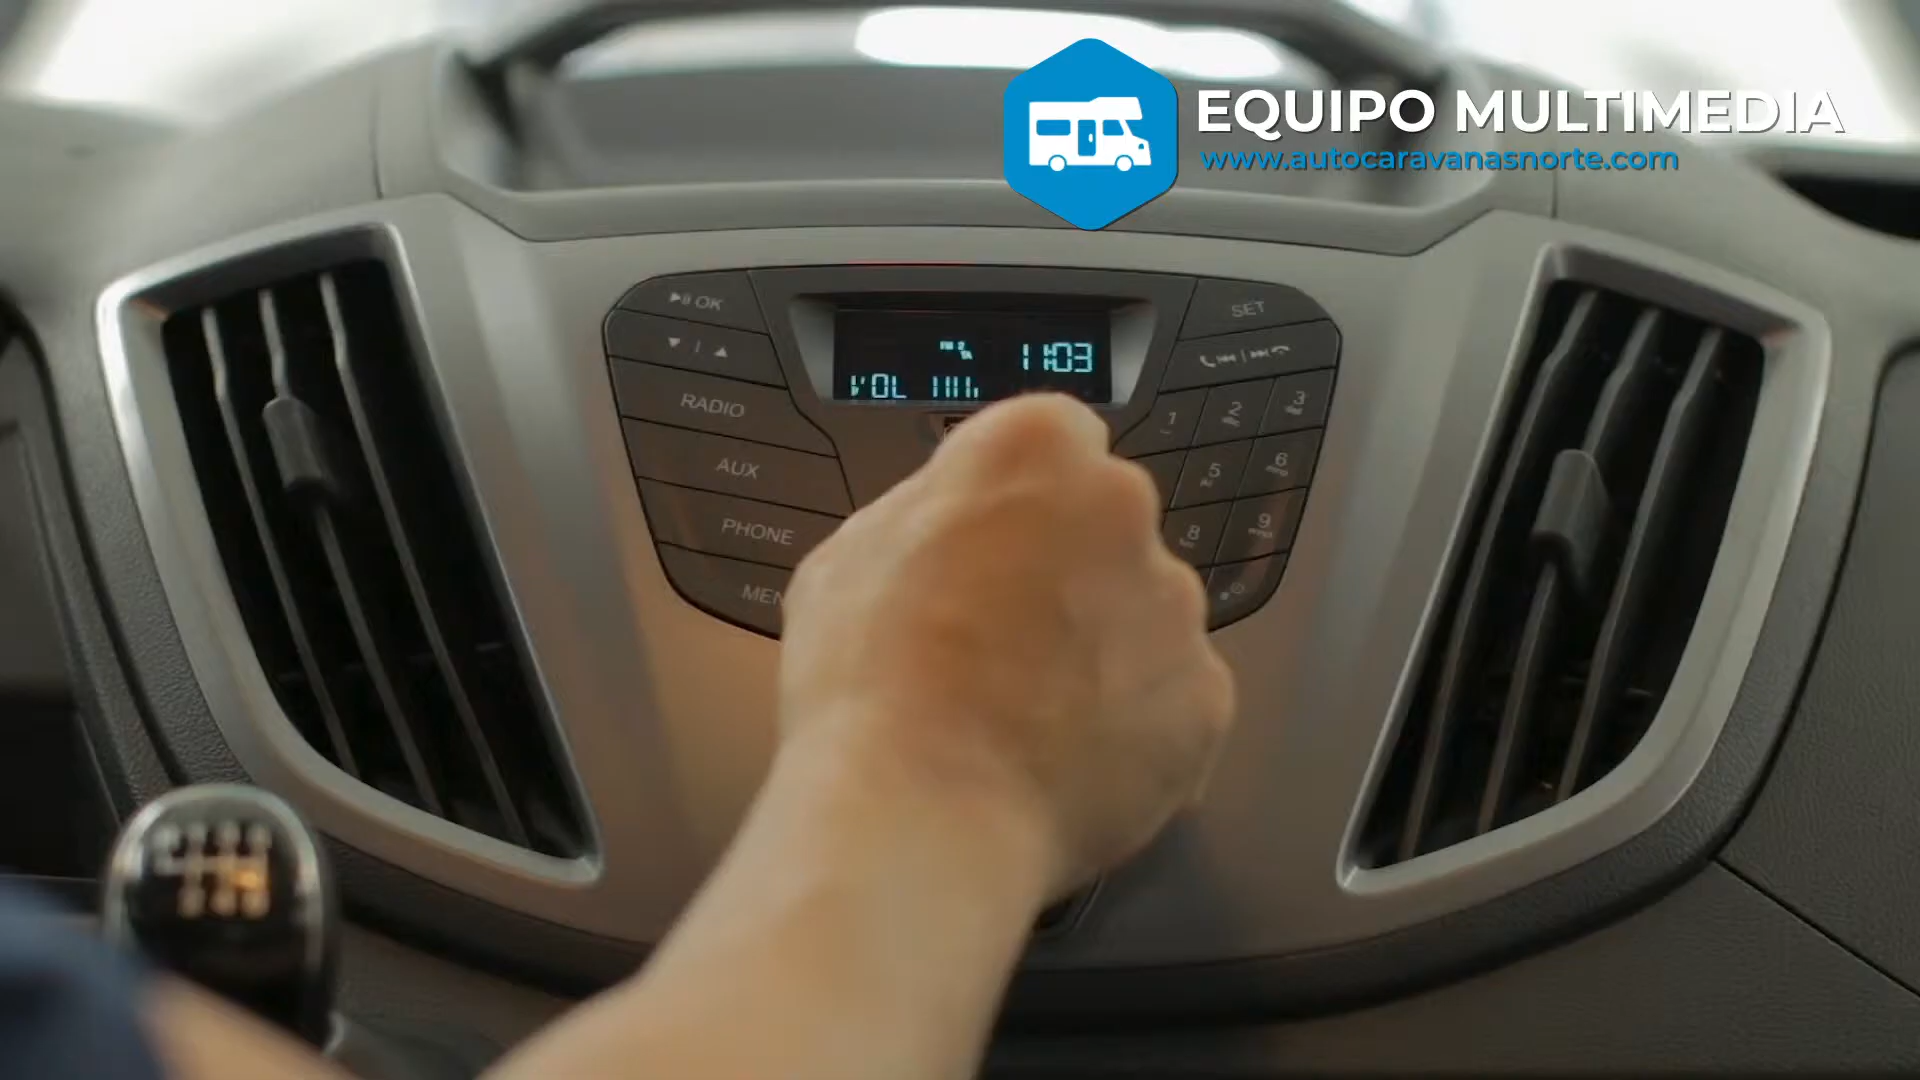 EQUIPO MULTIMEDIA
www.autocaravanasnorte.com
OK
SET
11:03
VOL
RADIO
AUX
PHONE
MEN
1
2
3
5
6
8
9